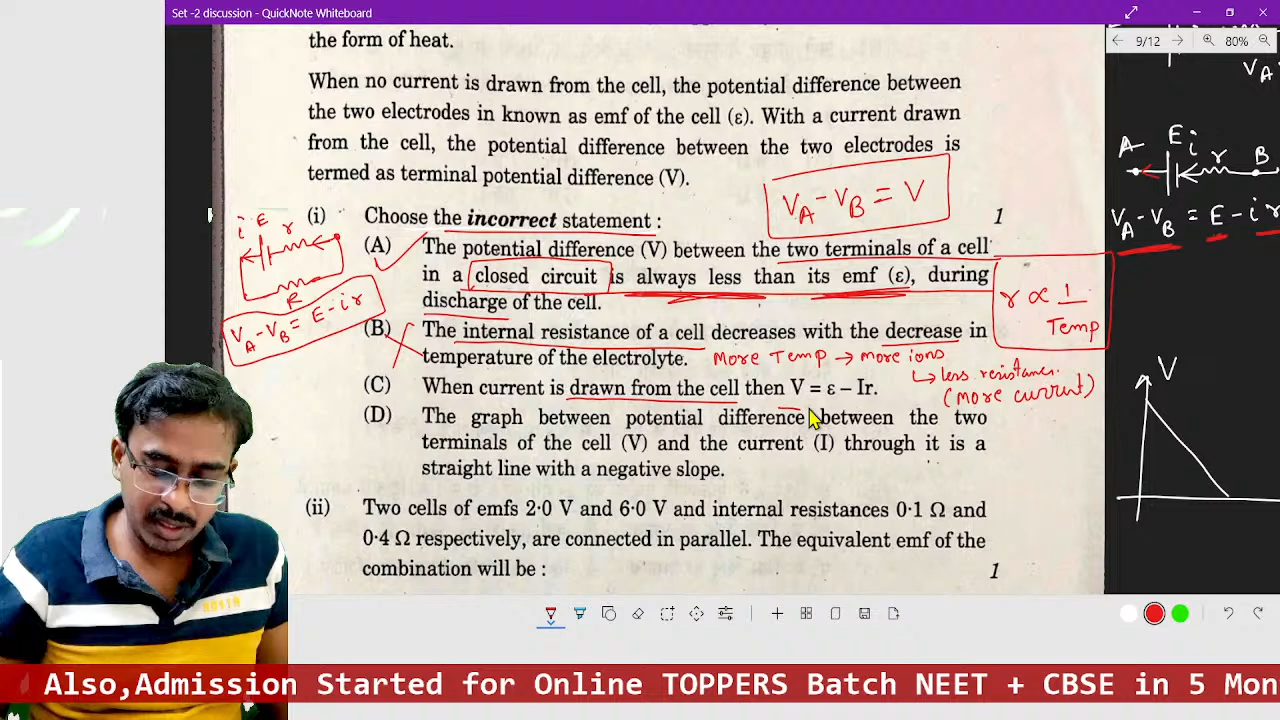 Set -2 discussion - QuickNote Whiteboard
9/12
80%
the form of heat.
When no current is drawn from the cell, the potential difference between
the two electrodes in known as emf of the cell (ε). With a current drawn
from the cell, the potential difference between the two electrodes is
termed as terminal potential difference (V).
V_A - V_B = V
(i) Choose the incorrect statement : 1
(A) The potential difference (V) between the two terminals of a cell
in a closed circuit is always less than its emf (ε), during
discharge of the cell.
(B) The internal resistance of a cell decreases with the decrease in
temperature of the electrolyte.
More Temp → more ions
↳ less resistance.
(more current)
(C) When current is drawn from the cell then V = ε – Ir.
(D) The graph between potential difference between the two
terminals of the cell (V) and the current (I) through it is a
straight line with a negative slope.
(ii) Two cells of emfs 2·0 V and 6·0 V and internal resistances 0·1 Ω and
0·4 Ω respectively, are connected in parallel. The equivalent emf of the
combination will be : 1
i E r
R
V_A - V_B = E - i r
V_A
A E i r B
V_A - V_B = E - i r
r ∝ 1/Temp
V
Also,Admission Started for Online TOPPERS Batch NEET + CBSE in 5 Mon